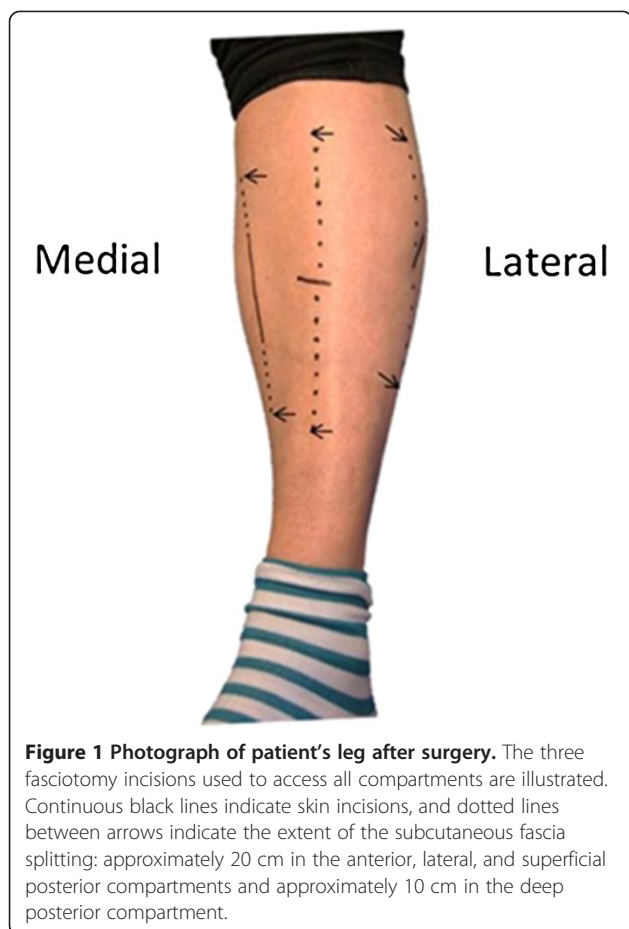 Medial
Lateral
Figure 1 Photograph of patient's leg after surgery. The three
fasciotomy incisions used to access all compartments are illustrated.
Continuous black lines indicate skin incisions, and dotted lines
between arrows indicate the extent of the subcutaneous fascia
splitting: approximately 20 cm in the anterior, lateral, and superficial
posterior compartments and approximately 10 cm in the deep
posterior compartment.